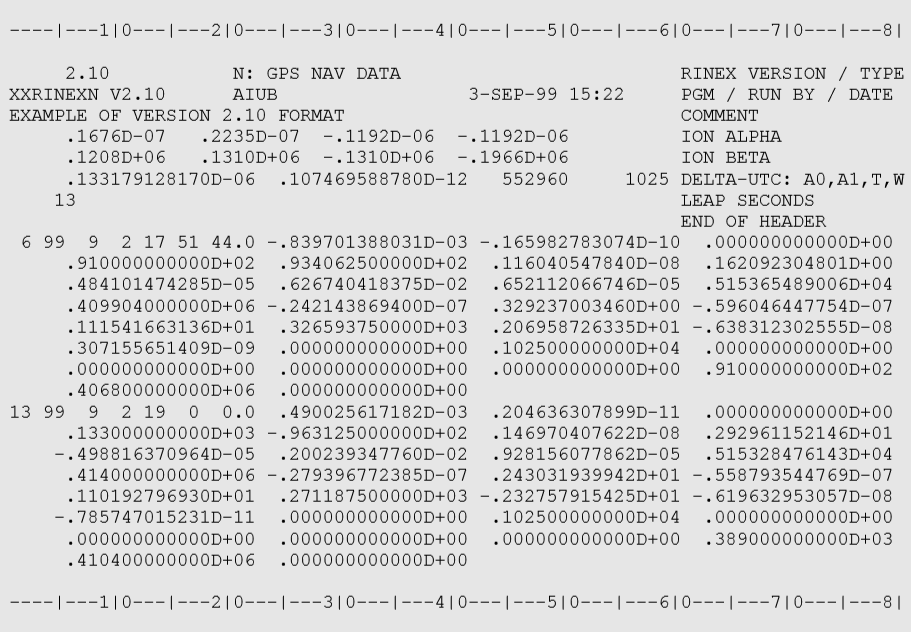 ----|---1|0---|---2|0---|---3|0---|---4|0---|---5|0---|---6|0---|---7|0---|---8|
     2.10           N: GPS NAV DATA                         RINEX VERSION / TYPE
XXRINEXN V2.10      AIUB                 3-SEP-99 15:22     PGM / RUN BY / DATE
EXAMPLE OF VERSION 2.10 FORMAT                              COMMENT
     .1676D-07   .2235D-07  -.1192D-06  -.1192D-06          ION ALPHA
     .1208D+06   .1310D+06  -.1310D+06  -.1966D+06          ION BETA
     .133179128170D-06  .107469588780D-12   552960     1025 DELTA-UTC: A0,A1,T,W
    13                                                      LEAP SECONDS
                                                            END OF HEADER
 6 99  9  2 17 51 44.0 -.839701388031D-03 -.165982783074D-10  .000000000000D+00
     .910000000000D+02  .934062500000D+02  .116040547840D-08  .162092304801D+00
     .484101474285D-05  .626740418375D-02  .652112066746D-05  .515365489006D+04
     .409904000000D+06 -.242143869400D-07  .329237003460D+00 -.596046447754D-07
     .111541663136D+01  .326593750000D+03  .206958726335D+01 -.638312302555D-08
     .307155651409D-09  .000000000000D+00  .102500000000D+04  .000000000000D+00
     .000000000000D+00  .000000000000D+00  .000000000000D+00  .910000000000D+02
     .406800000000D+06  .000000000000D+00
13 99  9  2 19  0  0.0  .490025617182D-03  .204636307899D-11  .000000000000D+00
     .133000000000D+03 -.963125000000D+02  .146970407622D-08  .292961152146D+01
    -.498816370964D-05  .200239347760D-02  .928156077862D-05  .515328476143D+04
     .414000000000D+06 -.279396772385D-07  .243031939942D+01 -.558793544769D-07
     .110192796930D+01  .271187500000D+03 -.232757915425D+01 -.619632953057D-08
    -.785747015231D-11  .000000000000D+00  .102500000000D+04  .000000000000D+00
     .000000000000D+00  .000000000000D+00  .000000000000D+00  .389000000000D+03
     .410400000000D+06  .000000000000D+00
----|---1|0---|---2|0---|---3|0---|---4|0---|---5|0---|---6|0---|---7|0---|---8|